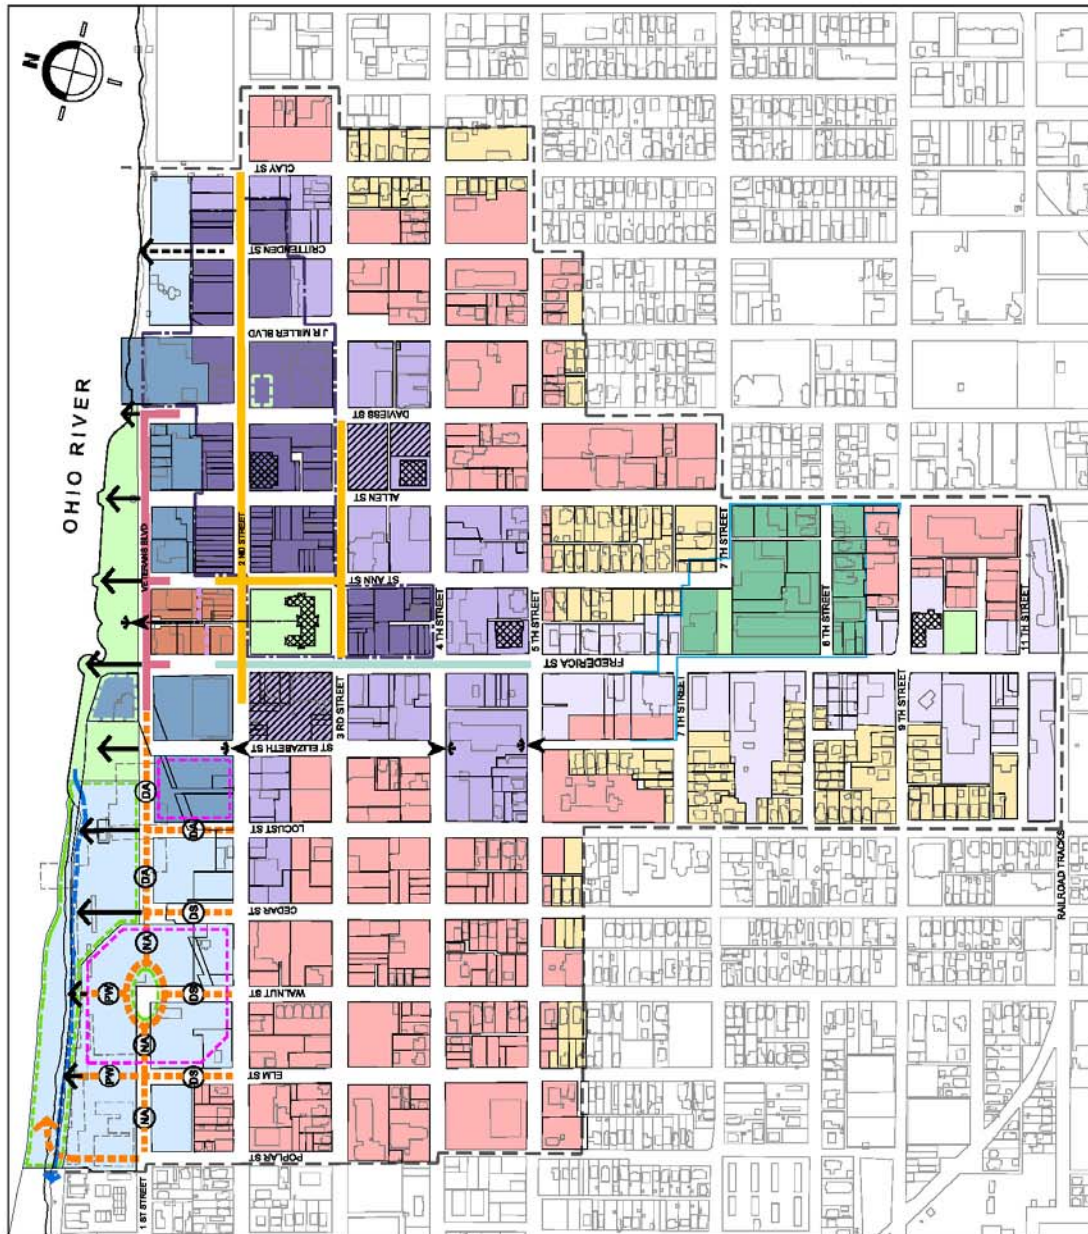 N
CLAY ST
CRITTENDEN ST
J R MILLER BLVD
OHIO RIVER
DAVIESS ST
ALLEN ST
VETERANS BLVD
2 ND STREET
7 TH STREET
ST ANN ST
4 TH STREET
5 TH STREET
6 TH STREET
11 TH STREET
FREDERICA ST
3 RD STREET
ST ELIZABETH ST
7 TH STREET
9 TH STREET
DA
LOCUST ST
DA
DA
RAILROAD TRACKS
CEDAR ST
DS
NA
WALNUT ST
PW
DS
NA
ELM ST
PW
DS
NA
POPLAR ST
1 ST STREET